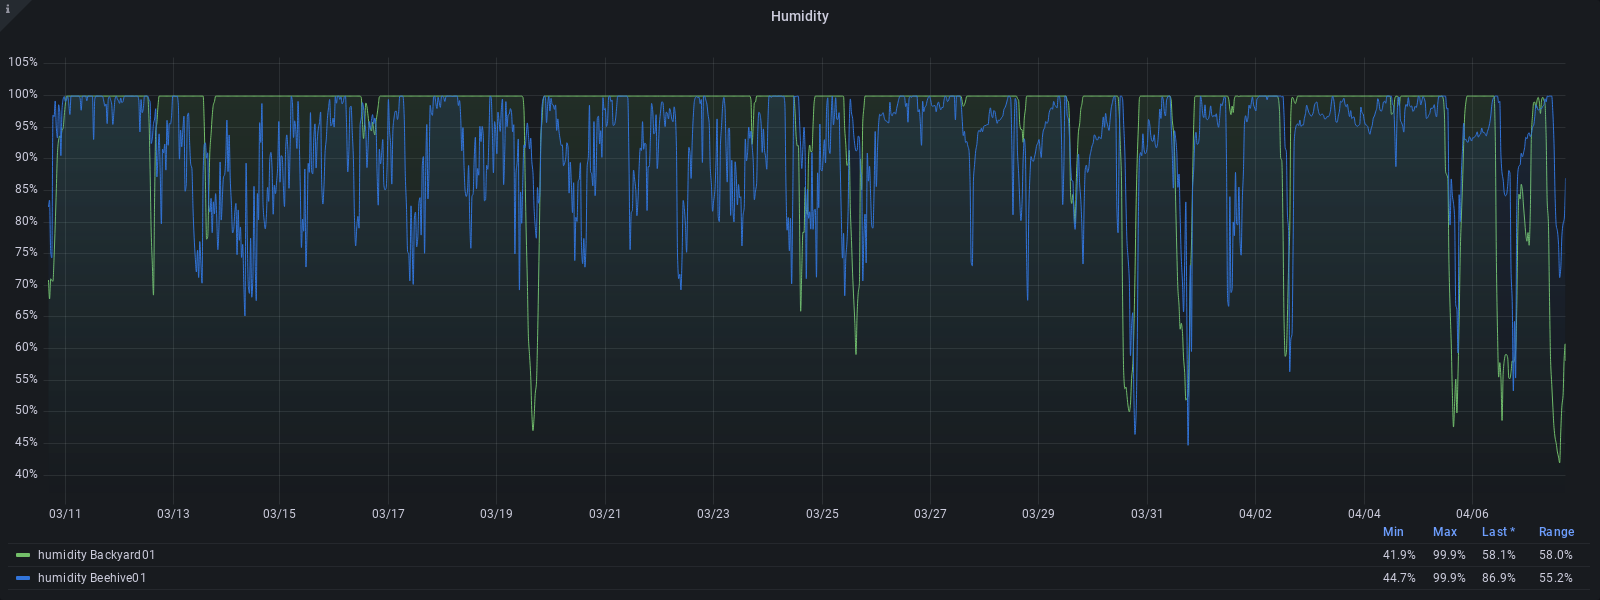 i
Humidity
105%
100%
95%
90%
85%
80%
75%
70%
65%
60%
55%
50%
45%
40%
03/11 03/13 03/15 03/17 03/19 03/21 03/23 03/25 03/27 03/29 03/31 04/02 04/04 04/06
Min Max Last * Range
humidity Backyard01 41.9% 99.9% 58.1% 58.0%
humidity Beehive01 44.7% 99.9% 86.9% 55.2%